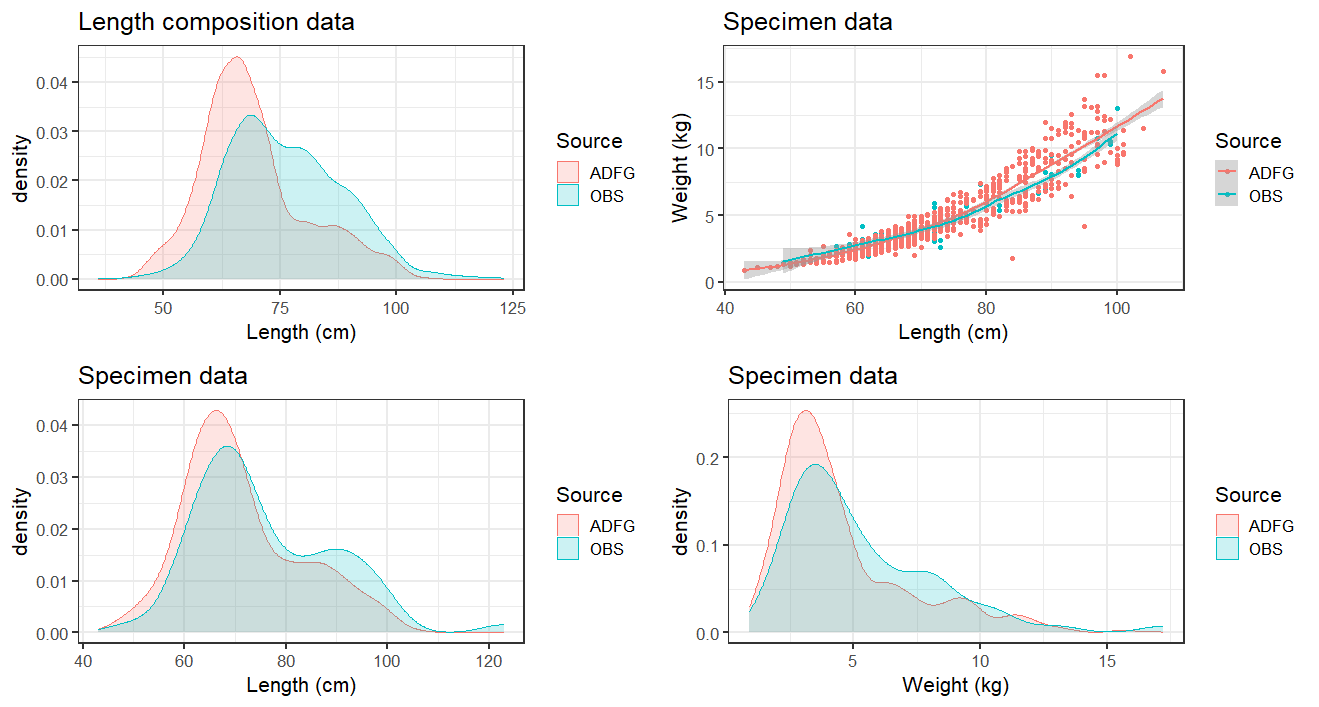 Length composition data
density
0.04
0.03
0.02
0.01
0.00
50
75
100
125
Length (cm)
Source
ADFG
OBS
Specimen data
Weight (kg)
15
10
5
0
40
60
80
100
Length (cm)
Source
ADFG
OBS
Specimen data
density
0.04
0.03
0.02
0.01
0.00
40
60
80
100
120
Length (cm)
Source
ADFG
OBS
Specimen data
density
0.2
0.1
0.0
5
10
15
Weight (kg)
Source
ADFG
OBS